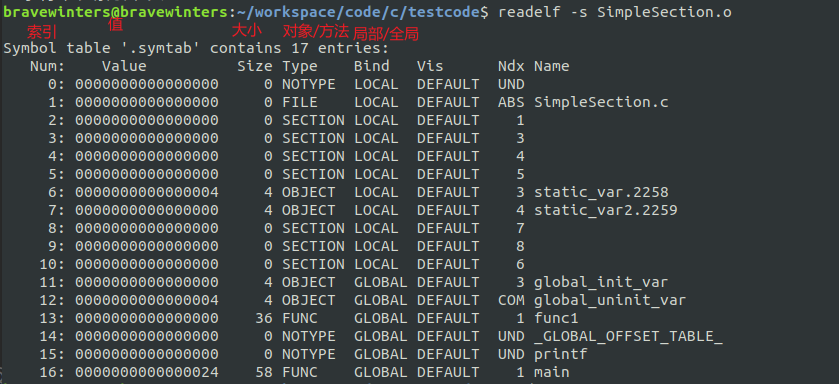 bravewinters@bravewinters:~/workspace/code/c/testcode$ readelf -s SimpleSection.o
索引 值 大小 对象/方法 局部/全局
Symbol table '.symtab' contains 17 entries:
Num: Value Size Type Bind Vis Ndx Name
0: 0000000000000000 0 NOTYPE LOCAL DEFAULT UND
1: 0000000000000000 0 FILE LOCAL DEFAULT ABS SimpleSection.c
2: 0000000000000000 0 SECTION LOCAL DEFAULT 1
3: 0000000000000000 0 SECTION LOCAL DEFAULT 3
4: 0000000000000000 0 SECTION LOCAL DEFAULT 4
5: 0000000000000000 0 SECTION LOCAL DEFAULT 5
6: 0000000000000004 4 OBJECT LOCAL DEFAULT 3 static_var.2258
7: 0000000000000000 4 OBJECT LOCAL DEFAULT 4 static_var2.2259
8: 0000000000000000 0 SECTION LOCAL DEFAULT 7
9: 0000000000000000 0 SECTION LOCAL DEFAULT 8
10: 0000000000000000 0 SECTION LOCAL DEFAULT 6
11: 0000000000000000 4 OBJECT GLOBAL DEFAULT 3 global_init_var
12: 0000000000000004 4 OBJECT GLOBAL DEFAULT COM global_uninit_var
13: 0000000000000000 36 FUNC GLOBAL DEFAULT 1 func1
14: 0000000000000000 0 NOTYPE GLOBAL DEFAULT UND _GLOBAL_OFFSET_TABLE_
15: 0000000000000000 0 NOTYPE GLOBAL DEFAULT UND printf
16: 0000000000000024 58 FUNC GLOBAL DEFAULT 1 main